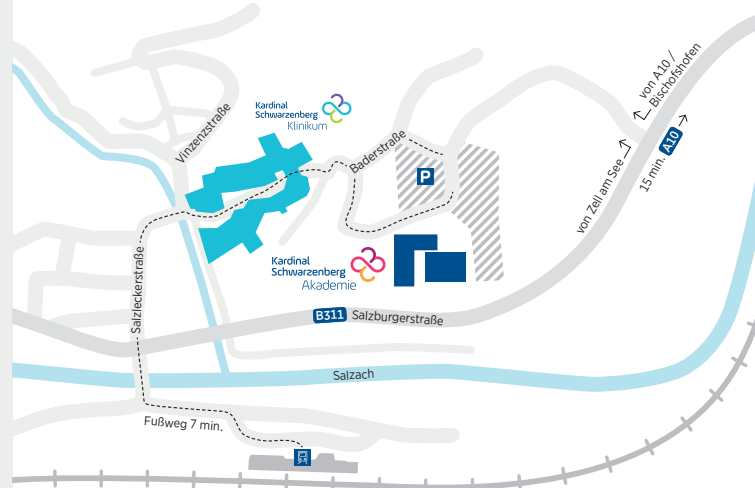 von A10 /
Bischofshofen
Kardinal
Schwarzenberg
Klinikum
Vinzenzstraße
Baderstraße
A10
15 min.
P
von Zell am See
Kardinal
Schwarzenberg
Akademie
Salzleckerstraße
B311 Salzburgerstraße
Salzach
Fußweg 7 min.